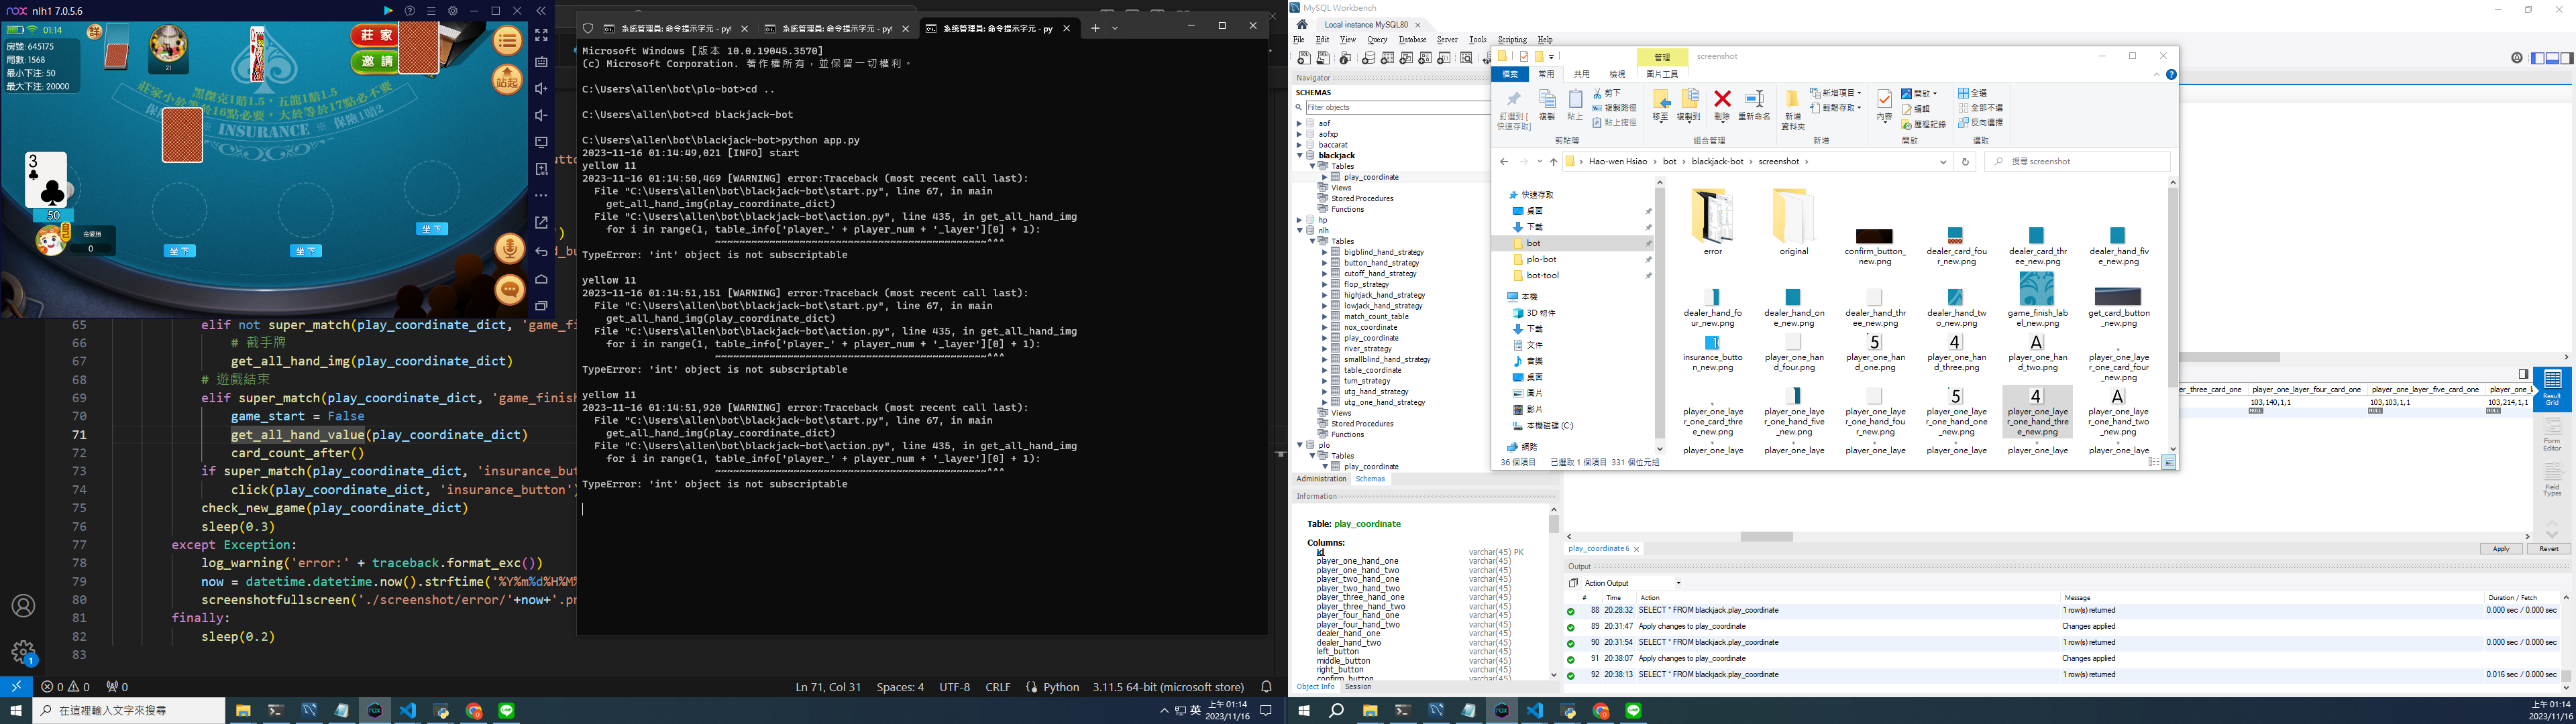 nox nlh1 7.0.5.6
01:14
房號: 645175
局數: 1568
最小下注: 50
最大下注: 20000
詳
21
莊 家
邀 請
站起
黑傑克1賠1.5,五龍1賠1.5
莊家小於等於16點必要,大於等於17點必不要
INSURANCE
保險1賠2
3
50
自己
0
坐 下
坐 下
坐 下
65 elif not super_match(play_coordinate_dict, 'game_fi
66 # 截手牌
67 get_all_hand_img(play_coordinate_dict)
68 # 遊戲結束
69 elif super_match(play_coordinate_dict, 'game_finish
70 game_start = False
71 get_all_hand_value(play_coordinate_dict)
72 card_count_after()
73 if super_match(play_coordinate_dict, 'insurance_bu
74 click(play_coordinate_dict, 'insurance_button')
75 check_new_game(play_coordinate_dict)
76 sleep(0.3)
77 except Exception:
78 log_warning('error:' + traceback.format_exc())
79 now = datetime.datetime.now().strftime('%Y%m%d%H%M%
80 screenshotfullscreen('./screenshot/error/'+now+'.pn
81 finally:
82 sleep(0.2)
83
0 0 0
Ln 71, Col 31 Spaces: 4 UTF-8 CRLF Python 3.11.5 64-bit (microsoft store)
在這裡輸入文字來搜尋
英
上午 01:14
2023/11/16
系統管理員: 命令提示字元 - pyt
系統管理員: 命令提示字元 - pyt
系統管理員: 命令提示字元 - py
Microsoft Windows [版本 10.0.19045.3570]
(c) Microsoft Corporation. 著作權所有,並保留一切權利。
C:\Users\allen\bot\plo-bot>cd ..
C:\Users\allen\bot>cd blackjack-bot
C:\Users\allen\bot\blackjack-bot>python app.py
2023-11-16 01:14:49,021 [INFO] start
yellow 11
2023-11-16 01:14:50,469 [WARNING] error:Traceback (most recent call last):
File "C:\Users\allen\bot\blackjack-bot\start.py", line 67, in main
get_all_hand_img(play_coordinate_dict)
File "C:\Users\allen\bot\blackjack-bot\action.py", line 435, in get_all_hand_img
for i in range(1, table_info['player_' + player_num + '_layer'][0] + 1):
~~~~~~~~~~~~~~~~~~~~~~~~~~~~~~~~~~~~~~~~~~~~~~^^^
TypeError: 'int' object is not subscriptable
yellow 11
2023-11-16 01:14:51,151 [WARNING] error:Traceback (most recent call last):
File "C:\Users\allen\bot\blackjack-bot\start.py", line 67, in main
get_all_hand_img(play_coordinate_dict)
File "C:\Users\allen\bot\blackjack-bot\action.py", line 435, in get_all_hand_img
for i in range(1, table_info['player_' + player_num + '_layer'][0] + 1):
~~~~~~~~~~~~~~~~~~~~~~~~~~~~~~~~~~~~~~~~~~~~~~^^^
TypeError: 'int' object is not subscriptable
yellow 11
2023-11-16 01:14:51,920 [WARNING] error:Traceback (most recent call last):
File "C:\Users\allen\bot\blackjack-bot\start.py", line 67, in main
get_all_hand_img(play_coordinate_dict)
File "C:\Users\allen\bot\blackjack-bot\action.py", line 435, in get_all_hand_img
for i in range(1, table_info['player_' + player_num + '_layer'][0] + 1):
~~~~~~~~~~~~~~~~~~~~~~~~~~~~~~~~~~~~~~~~~~~~~~^^^
TypeError: 'int' object is not subscriptable
MySQL Workbench
Local instance MySQL80
File Edit View Query Database Server Tools Scripting Help
Navigator
SCHEMAS
Filter objects
aof
aofxp
baccarat
blackjack
Tables
play_coordinate
Views
Stored Procedures
Functions
hp
nlh
Tables
bigblind_hand_strategy
button_hand_strategy
cutoff_hand_strategy
flop_strategy
highjack_hand_strategy
lowjack_hand_strategy
match_count_table
nox_coordinate
play_coordinate
river_strategy
smallblind_hand_strategy
table_coordinate
turn_strategy
utg_hand_strategy
utg_one_hand_strategy
Views
Stored Procedures
Functions
plo
Tables
play_coordinate
Administration Schemas
Information
Table: play_coordinate
Columns:
id varchar(45) PK
player_one_hand_one varchar(45)
player_one_hand_two varchar(45)
player_two_hand_one varchar(45)
player_two_hand_two varchar(45)
player_three_hand_one varchar(45)
player_three_hand_two varchar(45)
player_four_hand_one varchar(45)
player_four_hand_two varchar(45)
dealer_hand_one varchar(45)
dealer_hand_two varchar(45)
left_button varchar(45)
middle_button varchar(45)
right_button varchar(45)
confirm_button varchar(45)
Object Info Session
管理
screenshot
檔案 常用 共用 檢視 圖片工具
釘選到 [快速存取]
複製
貼上
剪下
複製路徑
貼上捷徑
移至
複製到
刪除
重新命名
新增資料夾
新增項目
輕鬆存取
內容
開啟
編輯
歷程記錄
全選
全部不選
反向選擇
剪貼簿 組合管理 新增 開啟 選取
Hao-wen Hsiao bot blackjack-bot screenshot
搜尋 screenshot
快速存取
桌面
下載
bot
plo-bot
bot-tool
本機
3D 物件
下載
文件
音樂
桌面
圖片
影片
本機磁碟 (C:)
網路
error
original
confirm_button_new.png
dealer_card_four_new.png
dealer_card_three_new.png
dealer_hand_five_new.png
dealer_hand_four_new.png
dealer_hand_one_new.png
dealer_hand_three_new.png
dealer_hand_two_new.png
game_finish_label_new.png
get_card_button_new.png
5
4
A
insurance_button_new.png
player_one_hand_four.png
player_one_hand_one.png
player_one_hand_three.png
player_one_hand_two.png
player_one_layer_one_card_four_new.png
5
4
A
player_one_layer_one_card_three_new.png
player_one_layer_one_hand_five_new.png
player_one_layer_one_hand_four_new.png
player_one_layer_one_hand_one_new.png
player_one_layer_one_hand_three_new.png
player_one_layer_one_hand_two_new.png
player_one_laye
player_one_laye
player_one_laye
player_one_laye
player_one_laye
player_one_laye
36 個項目 已選取 1 個項目 331 個位元組
er_three_card_one player_one_layer_four_card_one player_one_layer_five_card_one player_one_l
103,140,1,1 103,103,1,1 103,214,1,1
NULL NULL NULL
Result Grid
Form Editor
Field Types
play_coordinate 6
Apply Revert
Output
Action Output
# Time Action Message Duration / Fetch
88 20:28:32 SELECT * FROM blackjack.play_coordinate 1 row(s) returned 0.000 sec / 0.000 sec
89 20:31:47 Apply changes to play_coordinate Changes applied
90 20:31:54 SELECT * FROM blackjack.play_coordinate 1 row(s) returned 0.000 sec / 0.000 sec
91 20:38:07 Apply changes to play_coordinate Changes applied
92 20:38:13 SELECT * FROM blackjack.play_coordinate 1 row(s) returned 0.016 sec / 0.000 sec
上午 01:14
2023/11/16